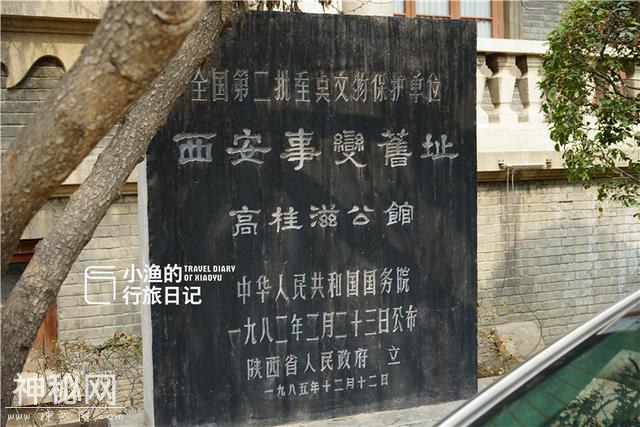 全国第二批重点文物保护单位
西安事變舊址
高桂滋公館
中华人民共和国国务院
一九八二年二月二十三日公布
陕西省人民政府 立
一九八五年十二月十二日
小渔的
行旅日记
TRAVEL DIARY
OF XIAOYU
神秘网
WWW.SHENMIW.COM